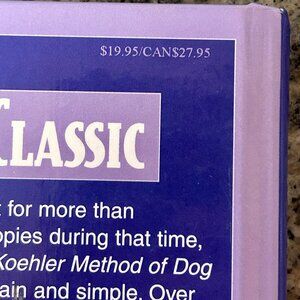 $19.95/CAN$27.95
CLASSIC
for more than
opies during that time,
Koehler Method of Dog
ain and simple. Over